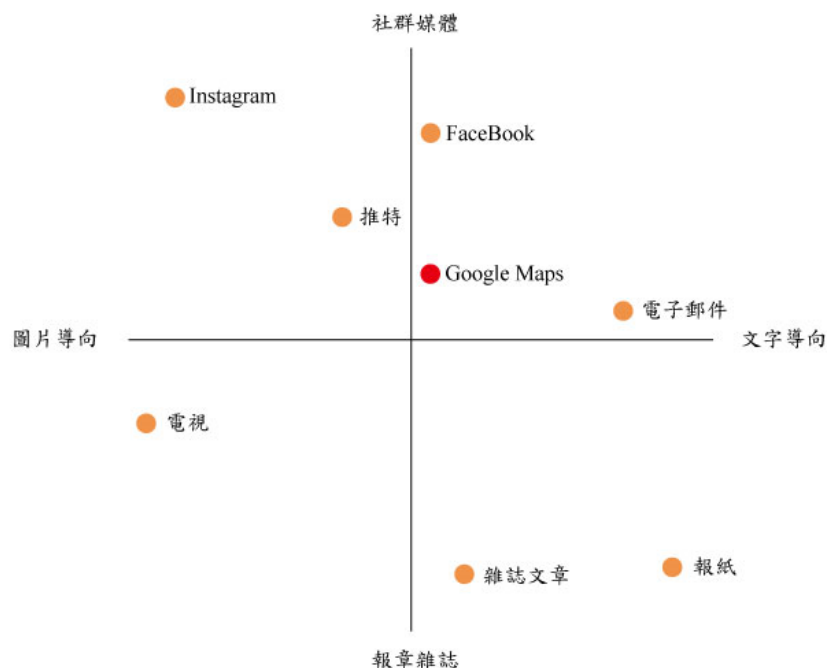 社群媒體
Instagram
FaceBook
推特
Google Maps
電子郵件
圖片導向
文字導向
電視
雜誌文章
報紙
報章雜誌